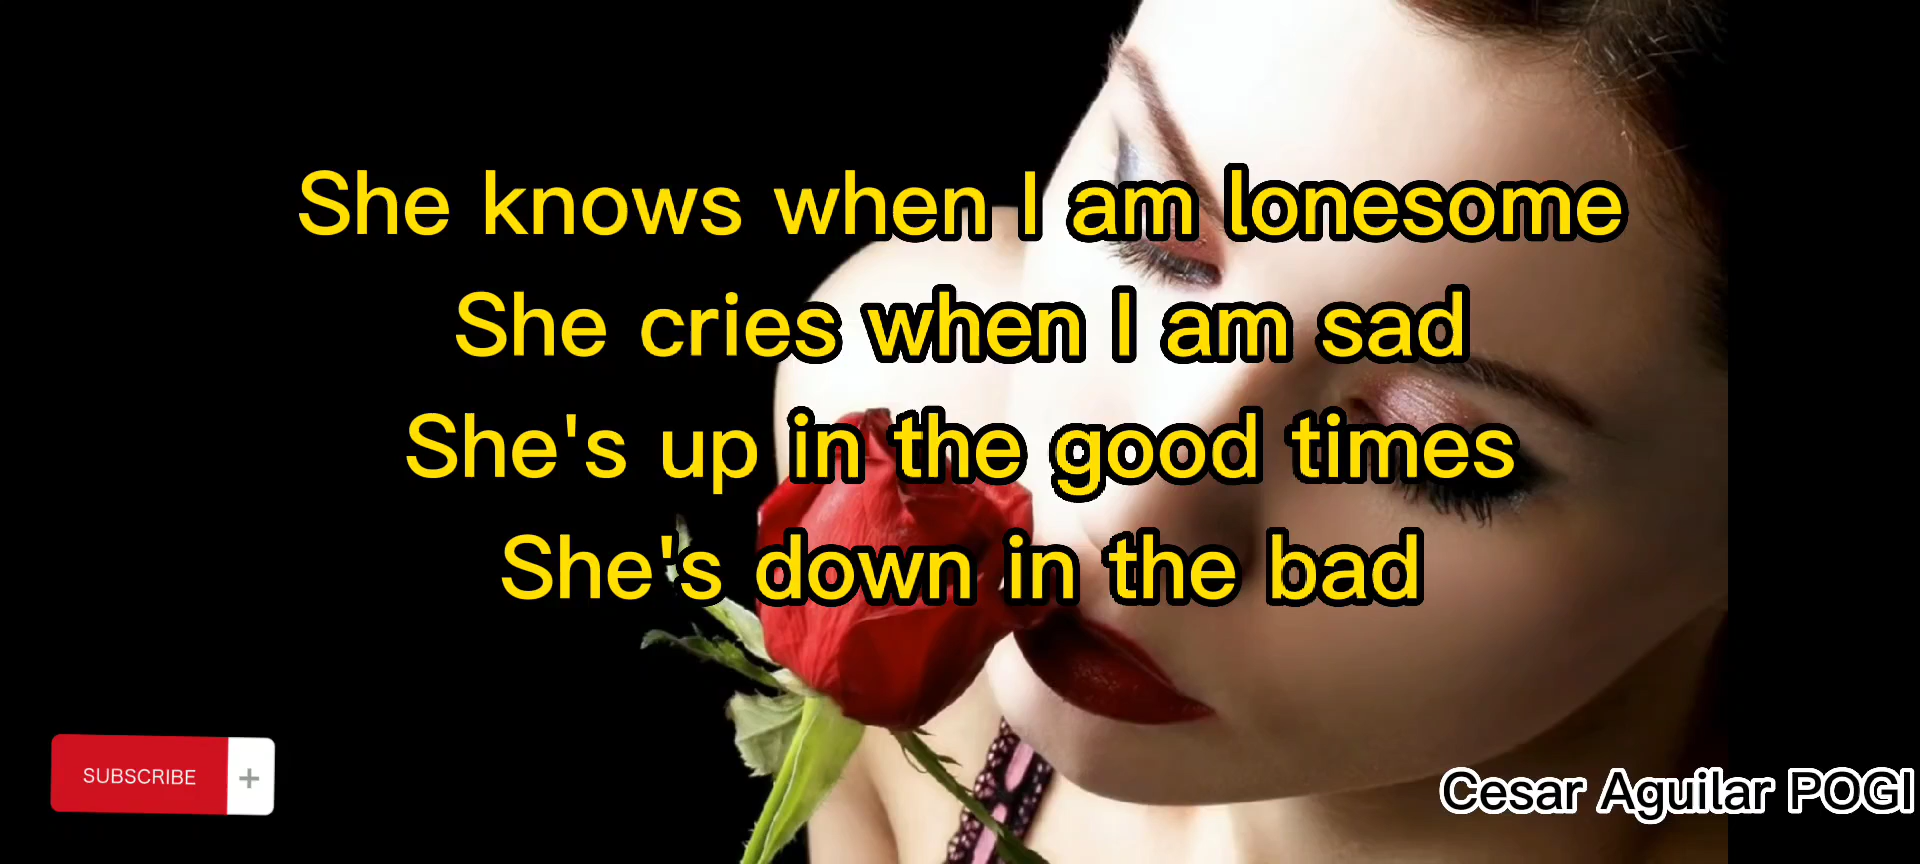 She knows when I am lonesome
She cries when I am sad
She's up in the good times
She's down in the bad
SUBSCRIBE +
Cesar Aguilar POGI